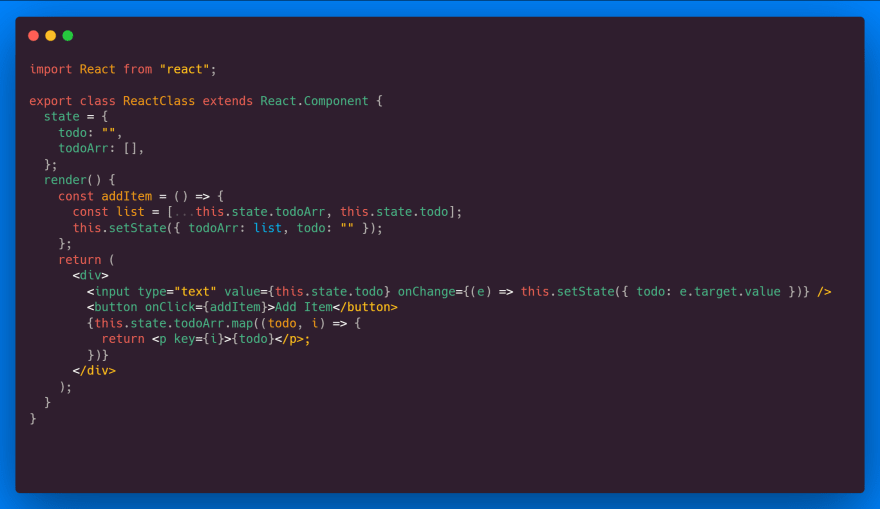 import React from "react";

export class ReactClass extends React.Component {
  state = {
    todo: "",
    todoArr: [],
  };
  render() {
    const addItem = () => {
      const list = [...this.state.todoArr, this.state.todo];
      this.setState({ todoArr: list, todo: "" });
    };
    return (
      <div>
        <input type="text" value={this.state.todo} onChange={(e) => this.setState({ todo: e.target.value })} />
        <button onClick={addItem}>Add Item</button>
        {this.state.todoArr.map((todo, i) => {
          return <p key={i}>{todo}</p>;
        })}
      </div>
    );
  }
}